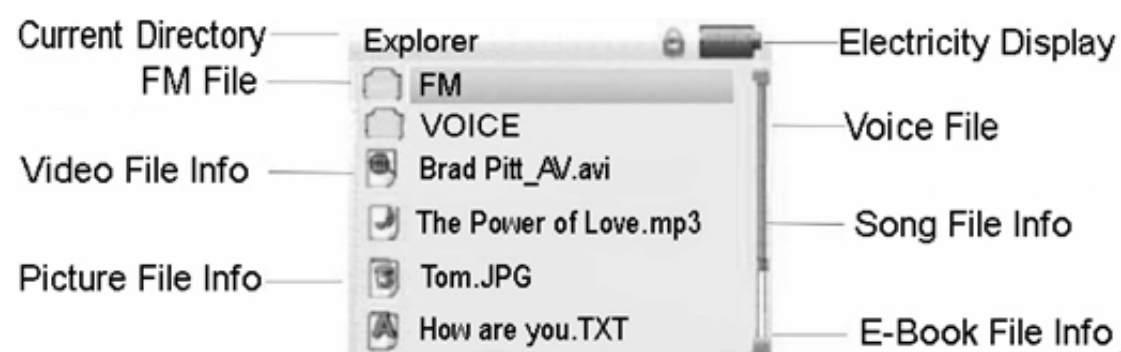 Current Directory Explorer Electricity Display
FM File FM
VOICE Voice File
Video File Info Brad Pitt_AV.avi
The Power of Love.mp3 Song File Info
Picture File Info Tom.JPG
How are you.TXT E-Book File Info